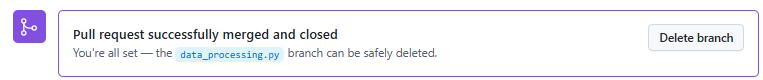 Pull request successfully merged and closed
You're all set — the data_processing.py branch can be safely deleted.
Delete branch